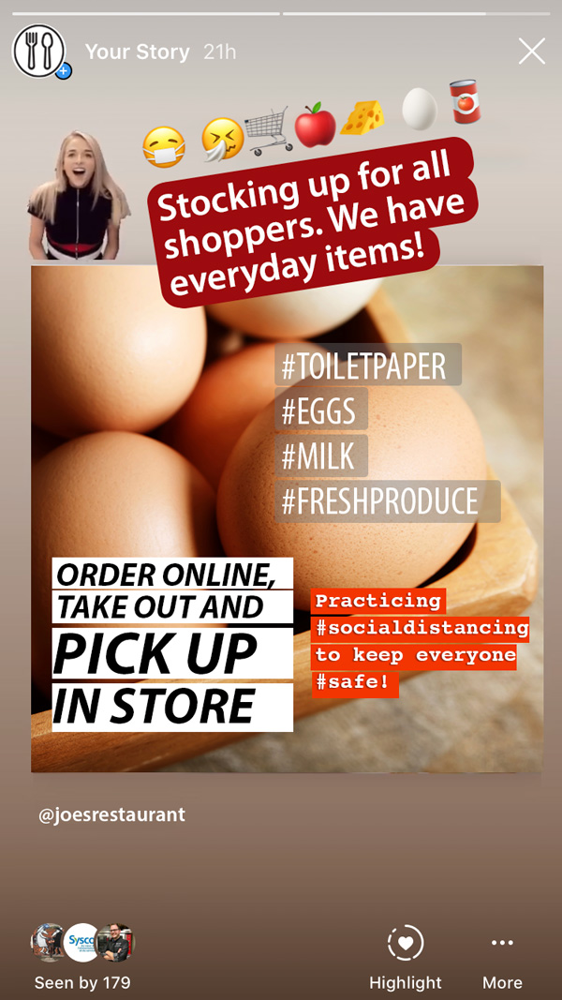 Your Story 21h
Stocking up for all
shoppers. We have
everyday items!
#TOILETPAPER
#EGGS
#MILK
#FRESHPRODUCE
ORDER ONLINE,
TAKE OUT AND
PICK UP
IN STORE
Practicing
#socialdistancing
to keep everyone
#safe!
@joesrestaurant
Sysco
Seen by 179
Highlight
More